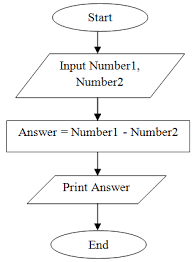 Start
Input Number1,
Number2
Answer = Number1 - Number2
Print Answer
End